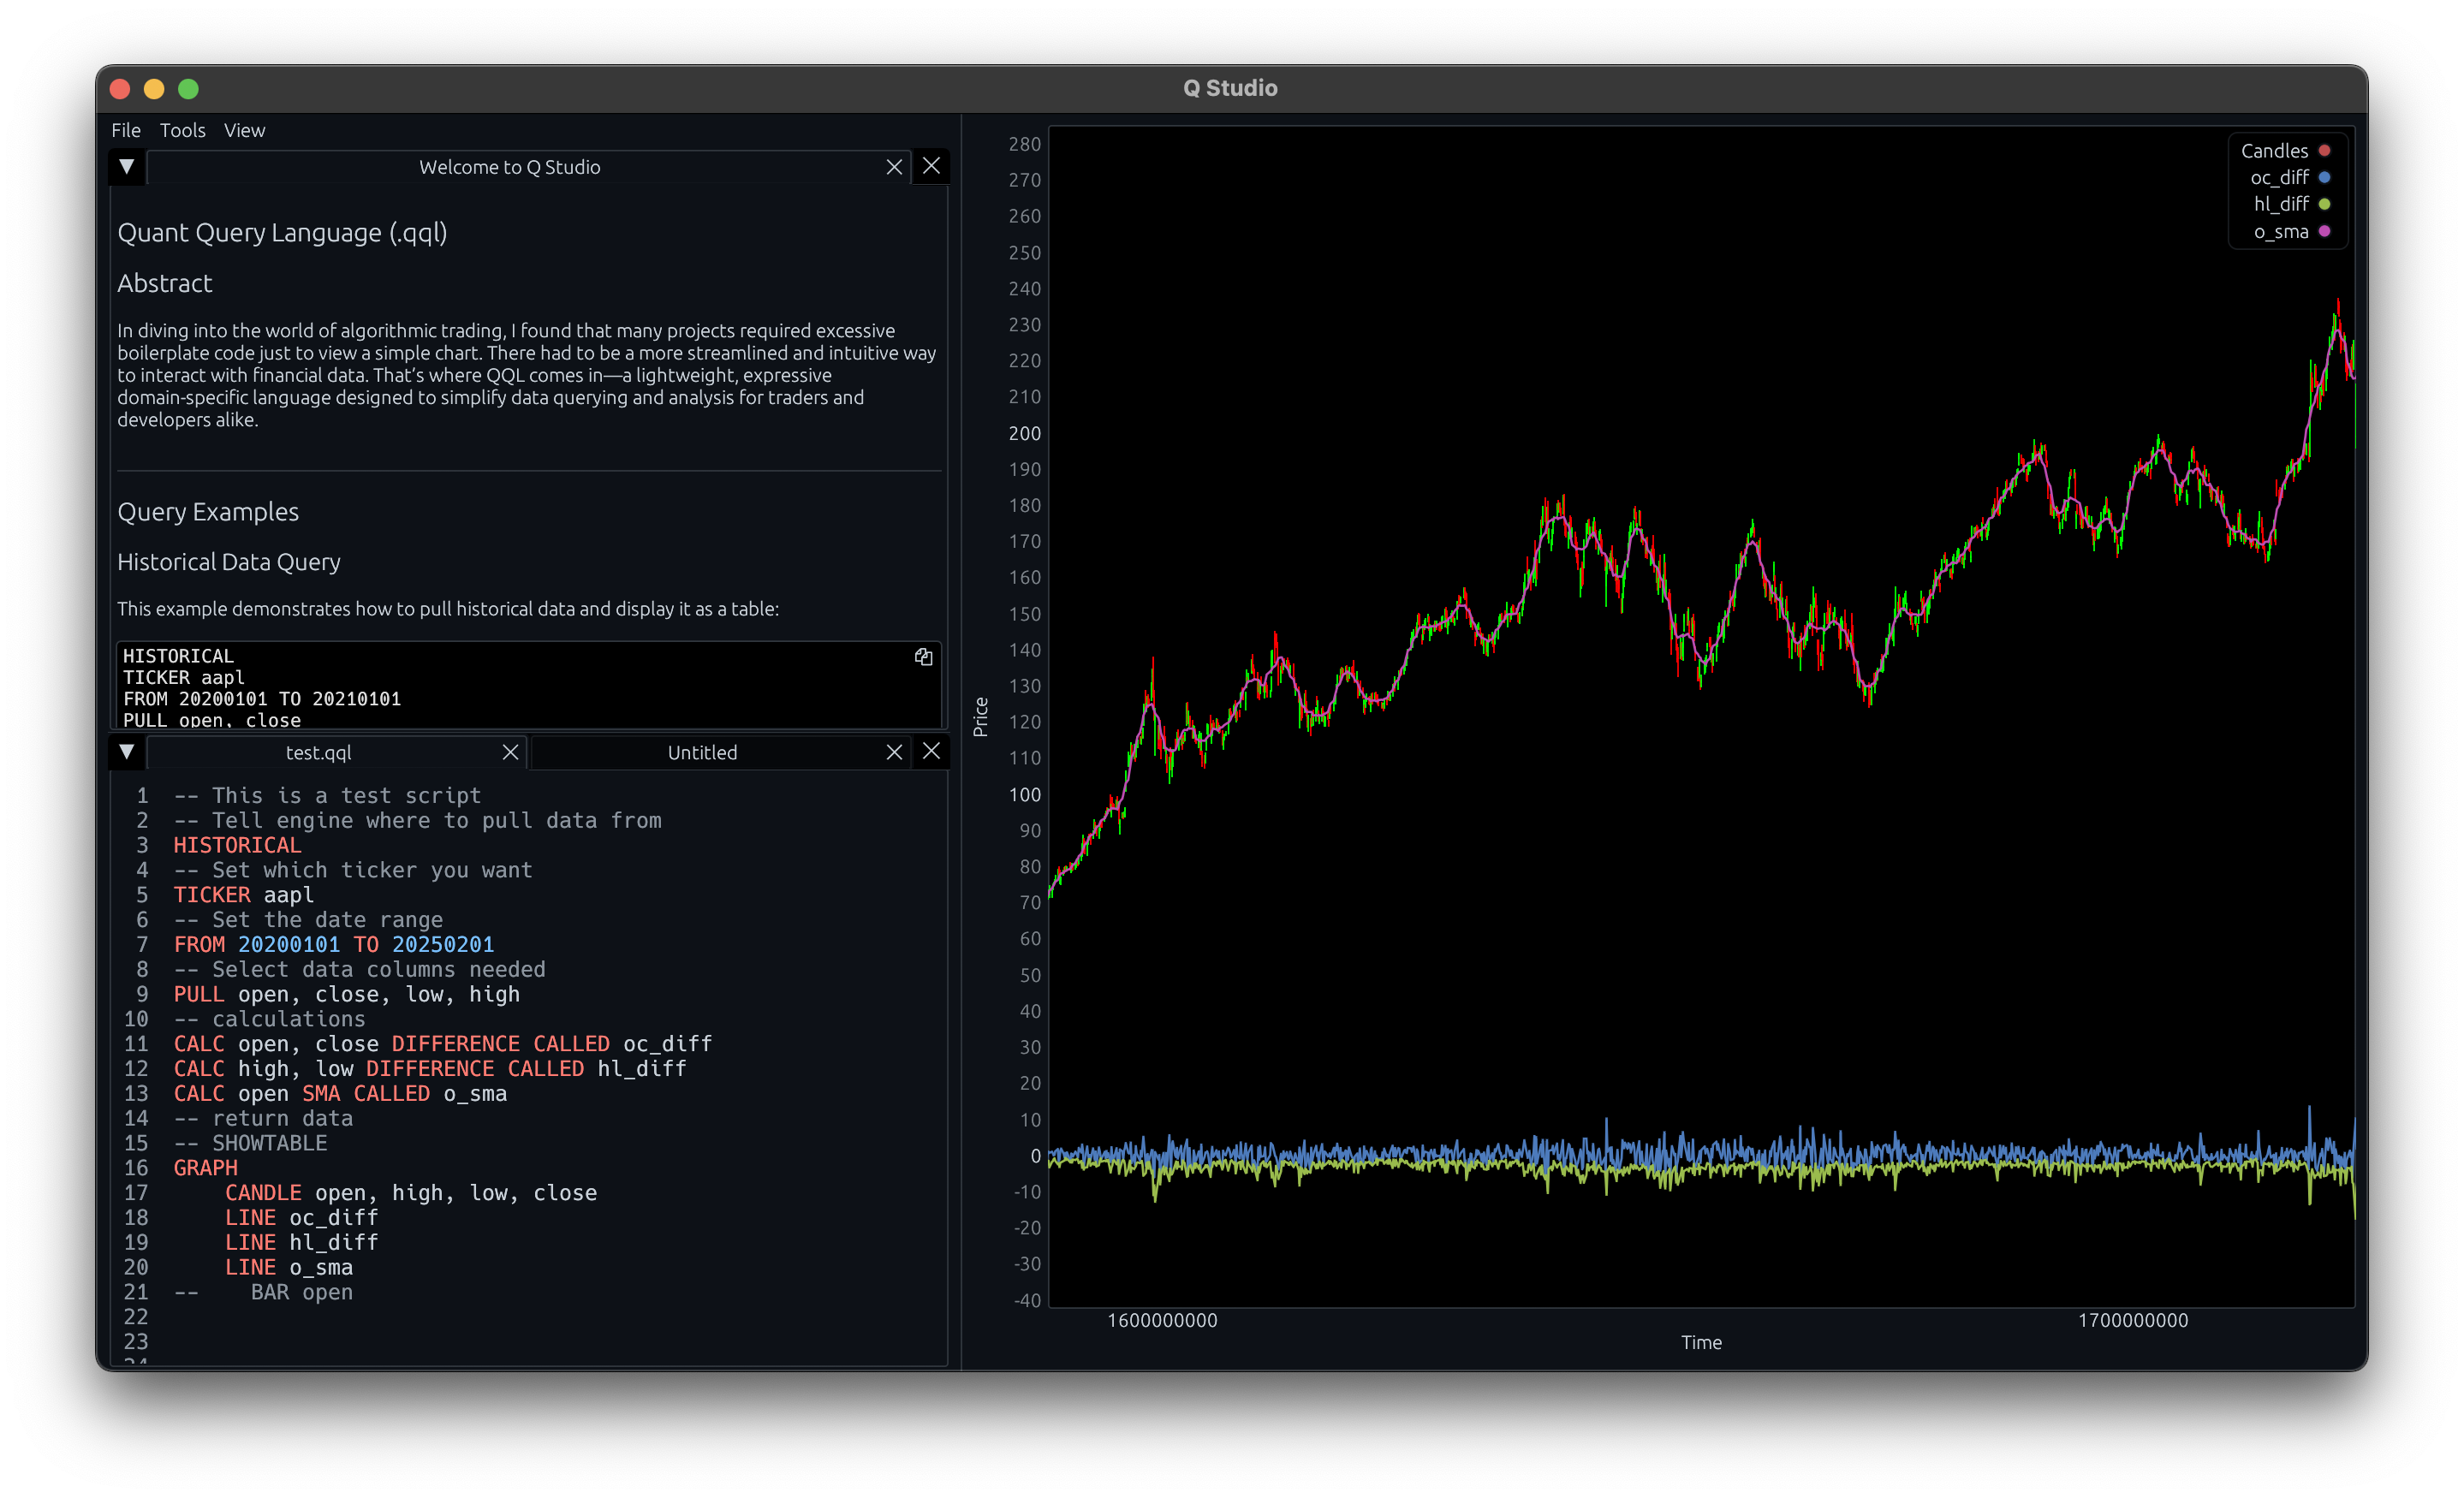 Q Studio
File Tools View
Welcome to Q Studio
Quant Query Language (.qql)
Abstract
In diving into the world of algorithmic trading, I found that many projects required excessive
boilerplate code just to view a simple chart. There had to be a more streamlined and intuitive way
to interact with financial data. That’s where QQL comes in—a lightweight, expressive
domain-specific language designed to simplify data querying and analysis for traders and
developers alike.
Query Examples
Historical Data Query
This example demonstrates how to pull historical data and display it as a table:
HISTORICAL
TICKER aapl
FROM 20200101 TO 20210101
PULL open, close
test.qql
Untitled
1 -- This is a test script
2 -- Tell engine where to pull data from
3 HISTORICAL
4 -- Set which ticker you want
5 TICKER aapl
6 -- Set the date range
7 FROM 20200101 TO 20250201
8 -- Select data columns needed
9 PULL open, close, low, high
10 -- calculations
11 CALC open, close DIFFERENCE CALLED oc_diff
12 CALC high, low DIFFERENCE CALLED hl_diff
13 CALC open SMA CALLED o_sma
14 -- return data
15 -- SHOWTABLE
16 GRAPH
17     CANDLE open, high, low, close
18     LINE oc_diff
19     LINE hl_diff
20     LINE o_sma
21 --    BAR open
22
23
24
Price
280
270
260
250
240
230
220
210
200
190
180
170
160
150
140
130
120
110
100
90
80
70
60
50
40
30
20
10
0
-10
-20
-30
-40
Candles
oc_diff
hl_diff
o_sma
1600000000
1700000000
Time